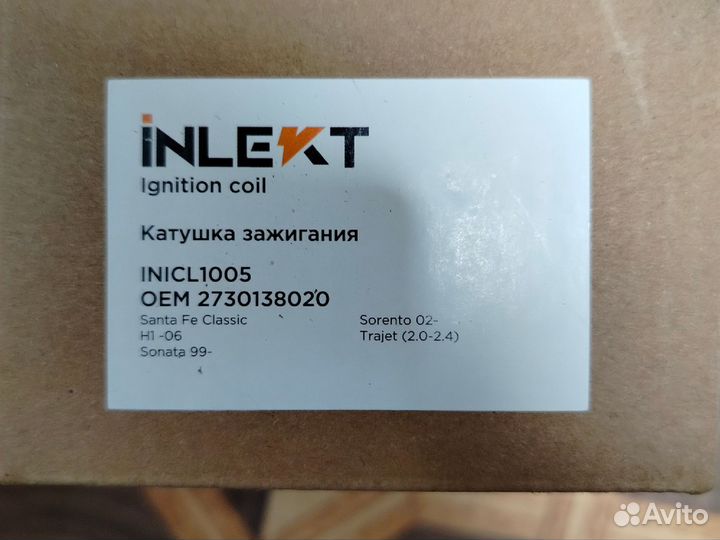 iNLEKT
Ignition coil
Катушка зажигания
INICL1005
OEM 2730138020
Santa Fe Classic
H1 -06
Sonata 99-
Sorento 02-
Trajet (2.0-2.4)
Avito